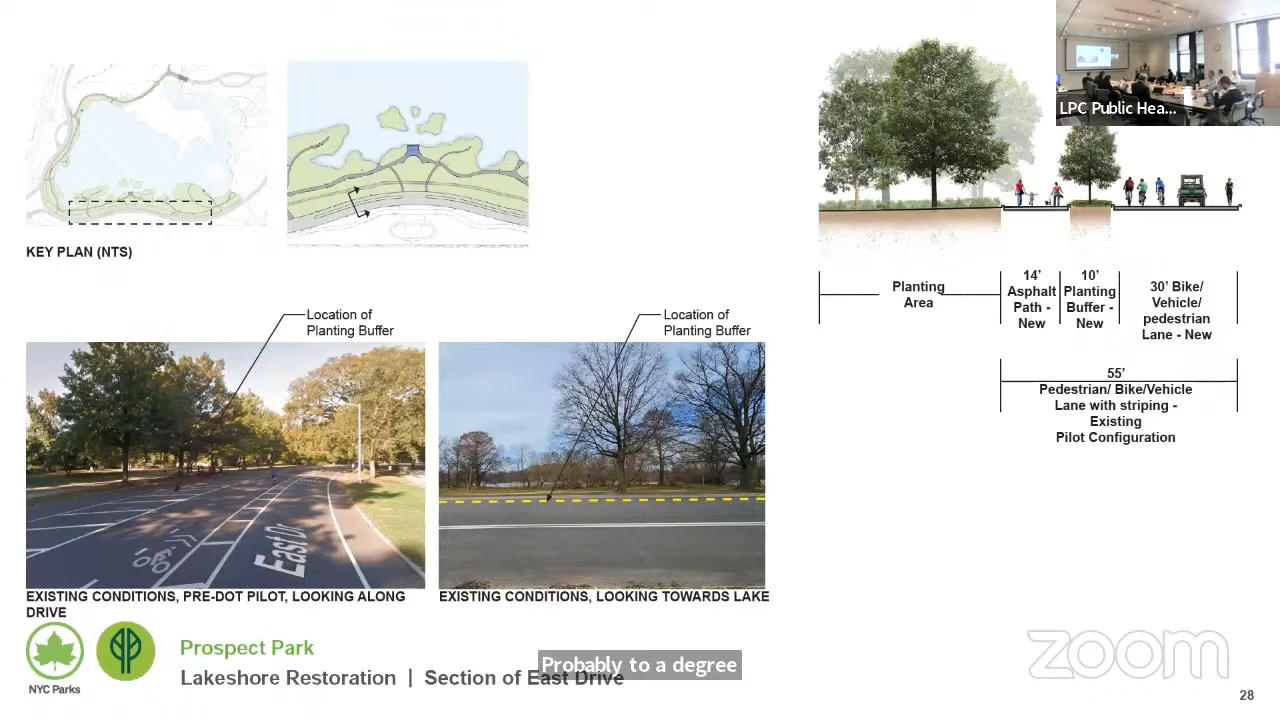 LPC Public Hea...
KEY PLAN (NTS)
Planting
Area
14'
Asphalt
Path -
New
10'
Planting
Buffer -
New
30' Bike/
Vehicle/
pedestrian
Lane - New
55'
Pedestrian/ Bike/Vehicle
Lane with striping -
Existing
Pilot Configuration
Location of
Planting Buffer
Location of
Planting Buffer
East Dr
EXISTING CONDITIONS, PRE-DOT PILOT, LOOKING ALONG
DRIVE
EXISTING CONDITIONS, LOOKING TOWARDS LAKE
NYC Parks
Prospect Park
Lakeshore Restoration | Section of East Drive
Probably to a degree
zoom
28